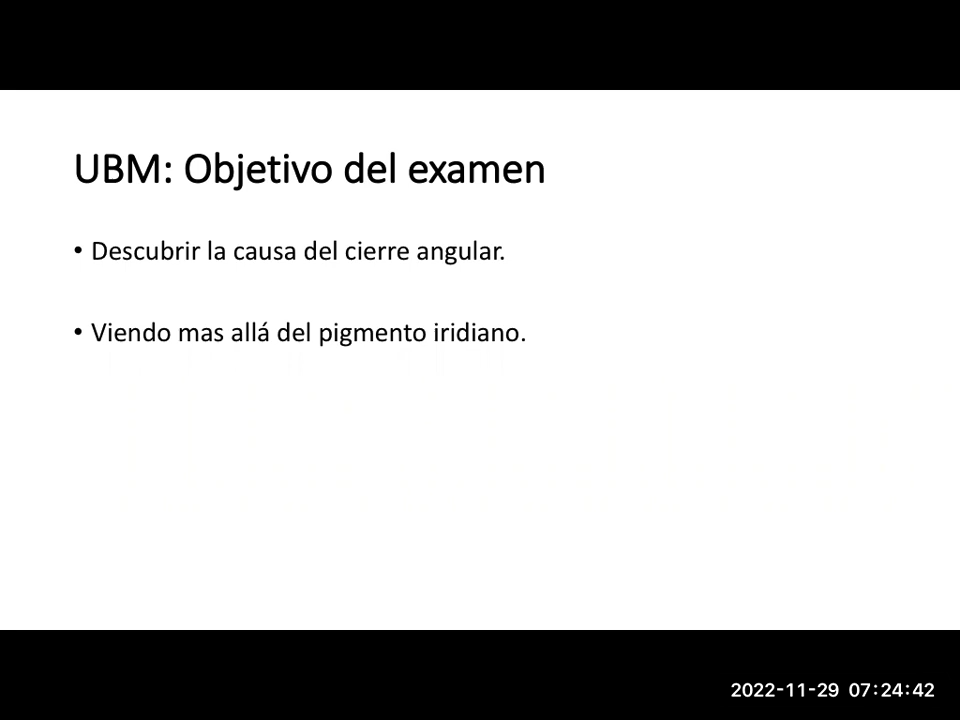 UBM: Objetivo del examen
• Descubrir la causa del cierre angular.
• Viendo mas allá del pigmento iridiano.
2022-11-29 07:24:42